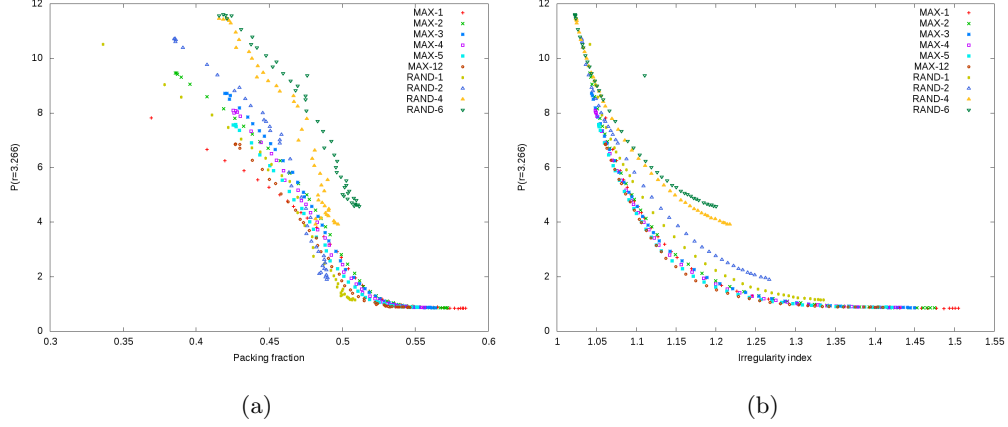 12
10
8
6
4
2
0
P(r=3.266)
0.3 0.35 0.4 0.45 0.5 0.55 0.6
Packing fraction
MAX-1
MAX-2
MAX-3
MAX-4
MAX-5
MAX-12
RAND-1
RAND-2
RAND-4
RAND-6
(a)
12
10
8
6
4
2
0
P(r=3.266)
1 1.05 1.1 1.15 1.2 1.25 1.3 1.35 1.4 1.45 1.5 1.55
Irregularity index
MAX-1
MAX-2
MAX-3
MAX-4
MAX-5
MAX-12
RAND-1
RAND-2
RAND-4
RAND-6
(b)